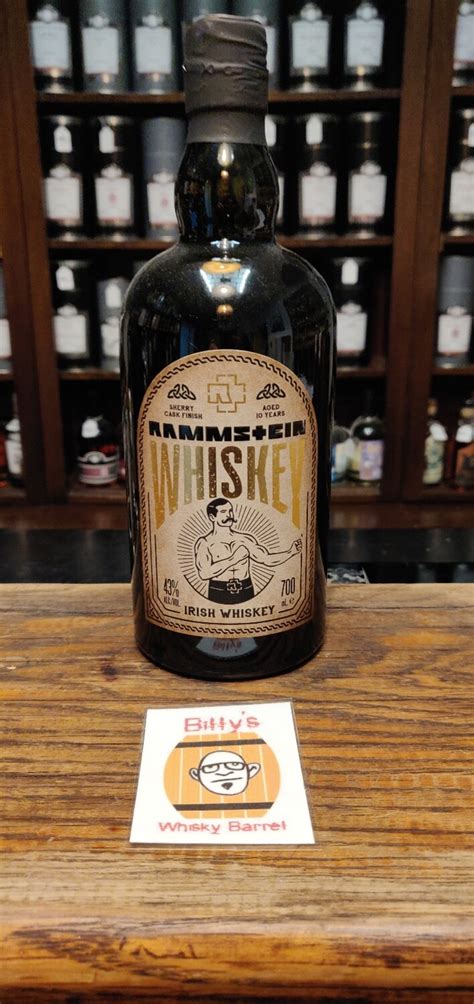 SHERRY
CASK FINISH
AGED
10 YEARS
RAMMSTEIN
WHISKEY
43%
ALC/VOL.
700
mL e
IRISH WHISKEY
Billy's
Whisky Barrel